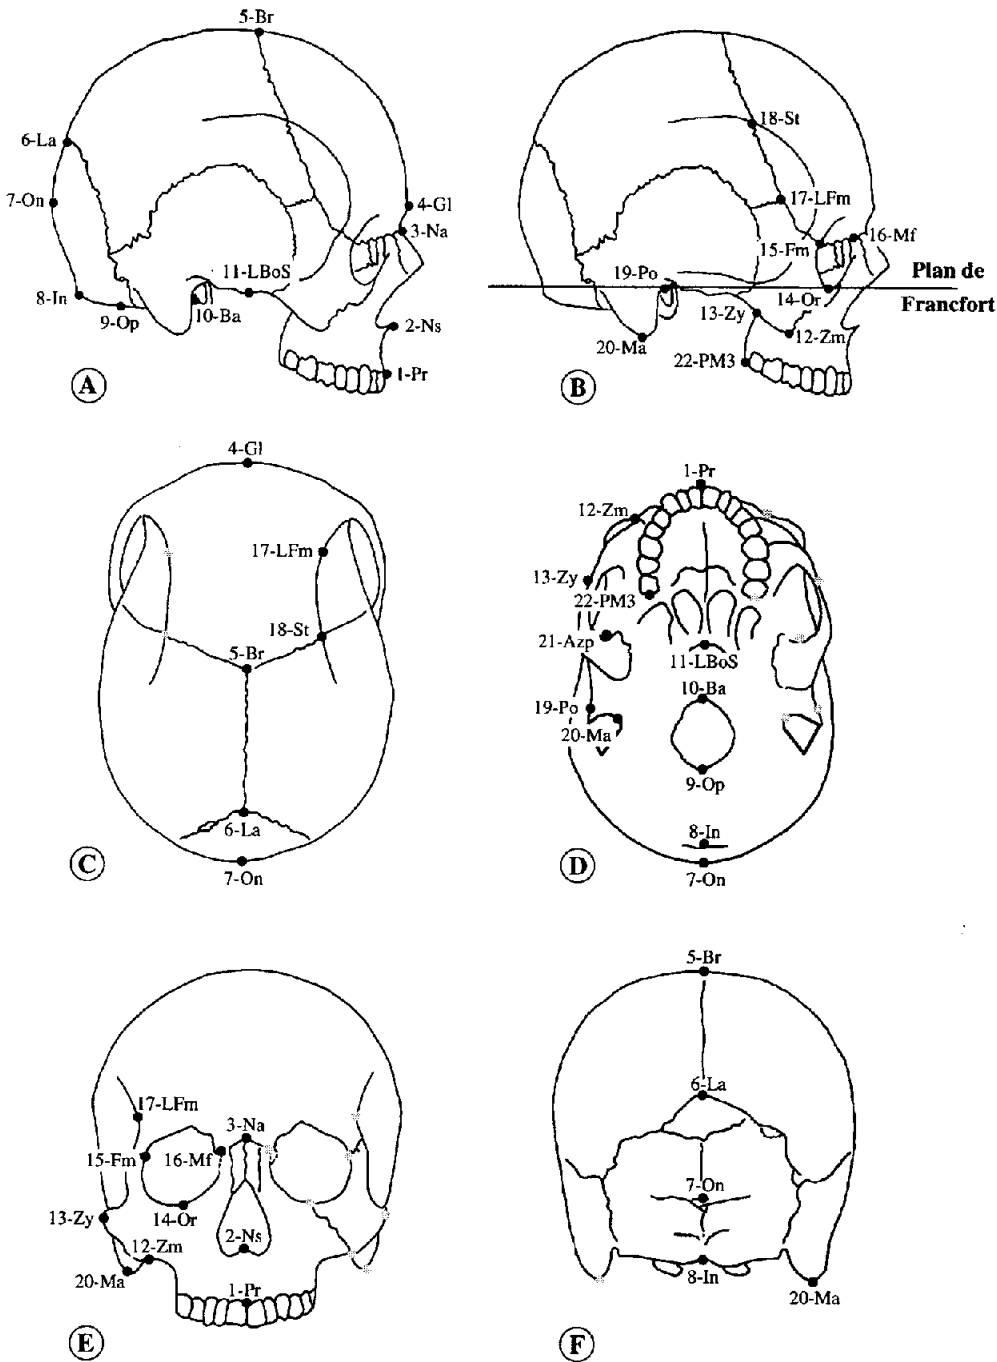 5-Br
6-La
7-On
4-Gl
3-Na
11-LBoS
8-In
9-Op
10-Ba
2-Ns
1-Pr
A
18-St
17-LFm
15-Fm
16-Mf
19-Po
Plan de
Francfort
14-Or
13-Zy
20-Ma
12-Zm
22-PM3
B
4-Gl
17-LFm
18-St
5-Br
6-La
7-On
C
1-Pr
12-Zm
13-Zy
22-PM3
21-Azp
11-LBoS
10-Ba
19-Po
20-Ma
9-Op
8-In
7-On
D
17-LFm
3-Na
15-Fm
16-Mf
13-Zy
14-Or
2-Ns
12-Zm
20-Ma
1-Pr
E
5-Br
6-La
7-On
8-In
20-Ma
F